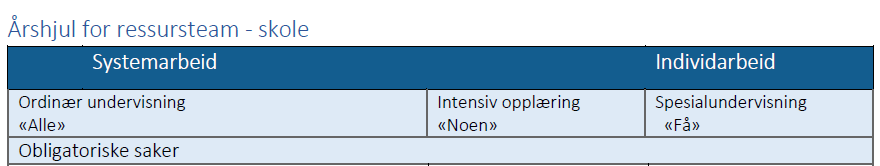 Årshjul for ressursteam - skole
Systemarbeid Individarbeid
Ordinær undervisning Intensiv opplæring Spesialundervisning
«Alle» «Noen» «Få»
Obligatoriske saker